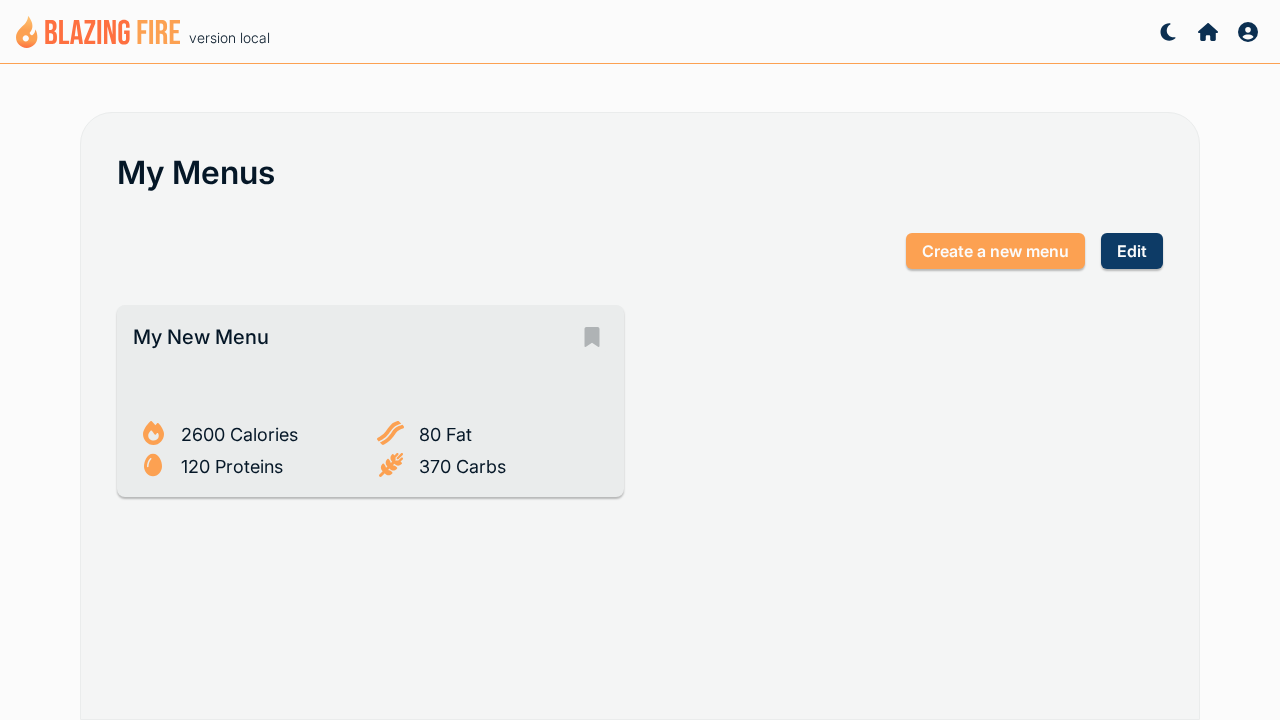 BLAZING FIRE version local
My Menus
Create a new menu Edit
My New Menu
2600 Calories 80 Fat
120 Proteins 370 Carbs